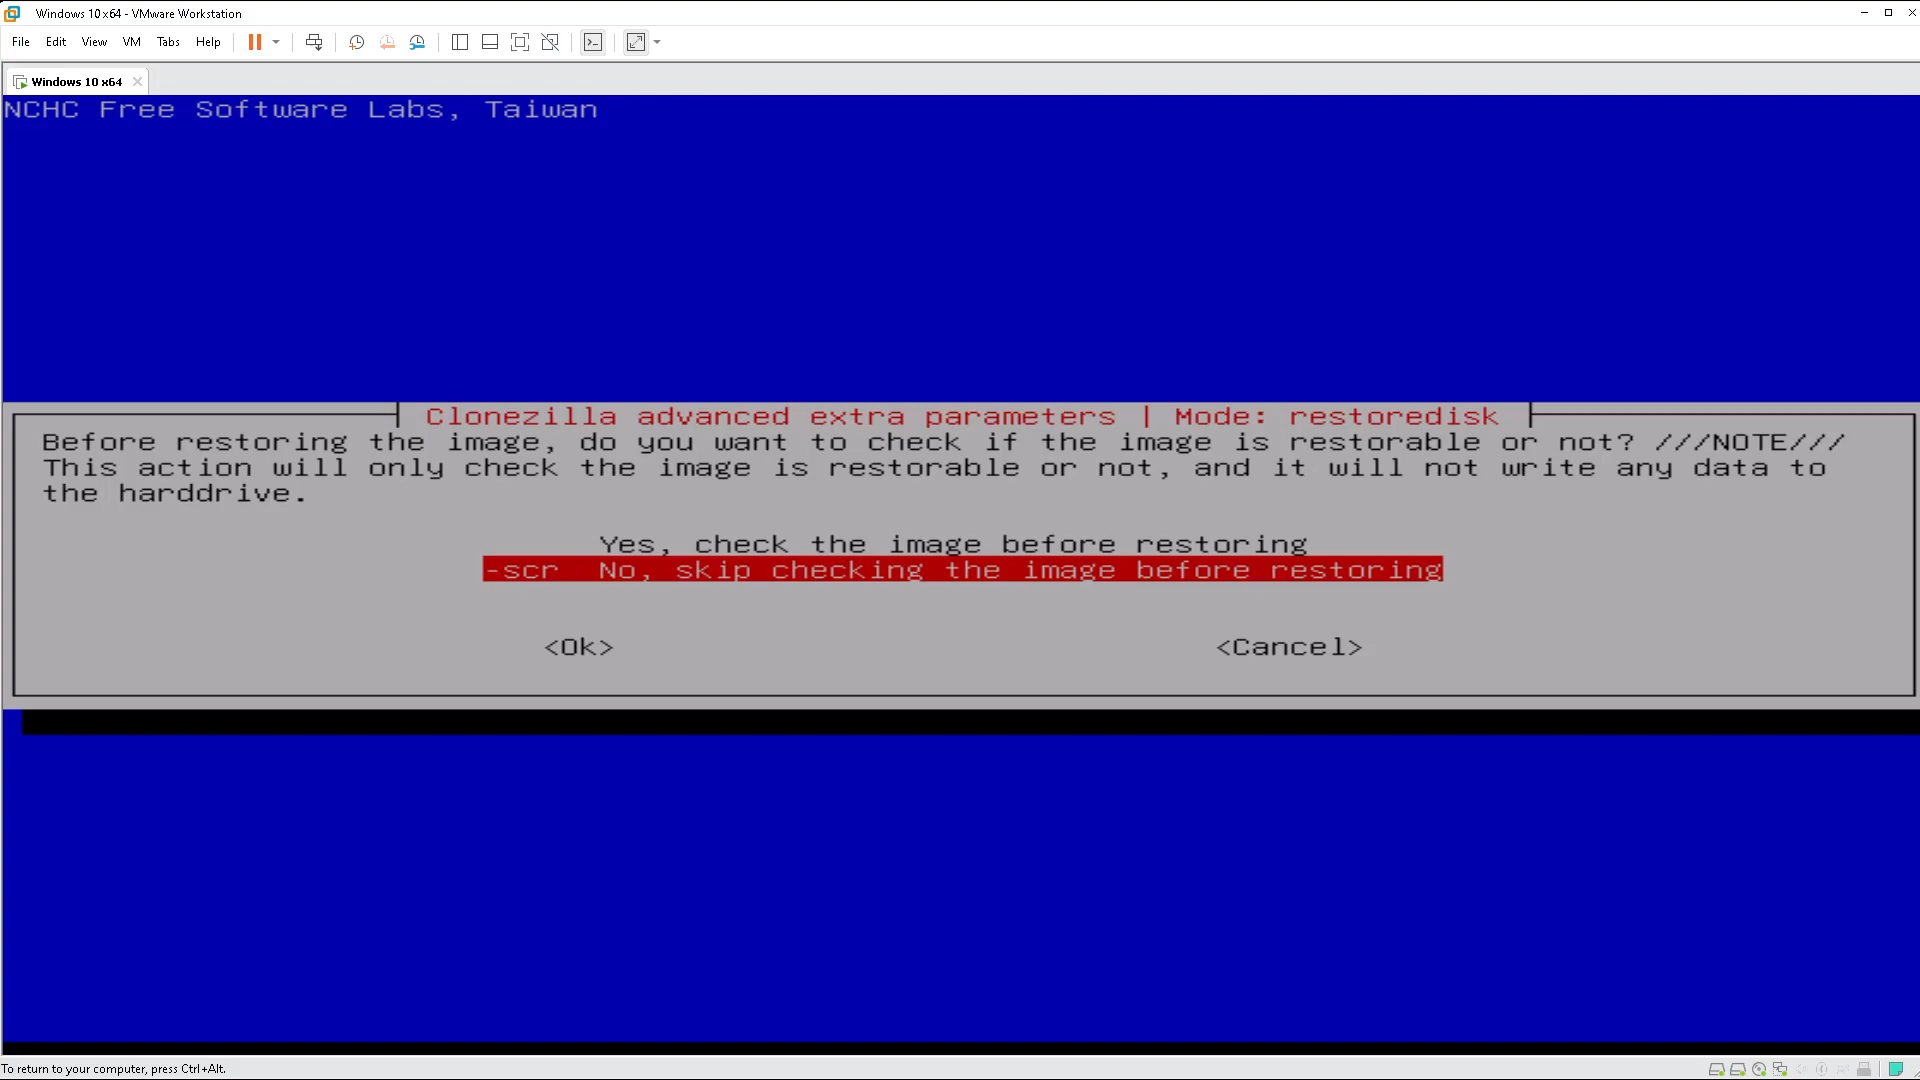 Windows 10 x64 - VMware Workstation
File Edit View VM Tabs Help
Windows 10 x64
NCHC Free Software Labs, Taiwan
Clonezilla advanced extra parameters | Mode: restoredisk
Before restoring the image, do you want to check if the image is restorable or not? ///NOTE///
This action will only check the image is restorable or not, and it will not write any data to
the harddrive.
Yes, check the image before restoring
-scr No, skip checking the image before restoring
<Ok> <Cancel>
To return to your computer, press Ctrl+Alt.